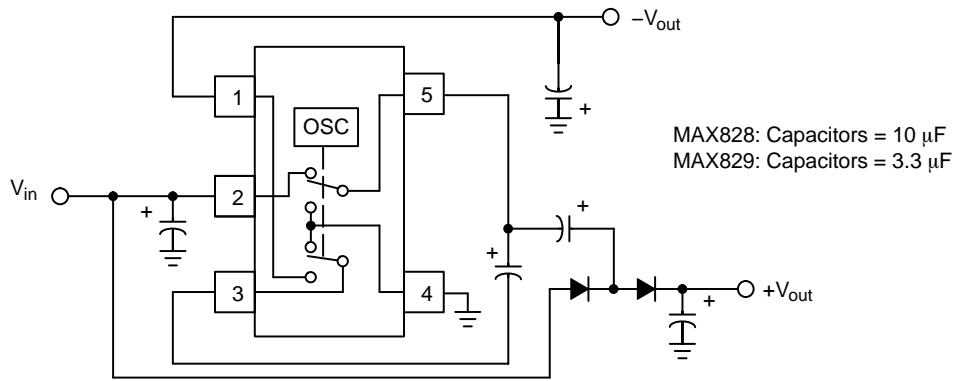 −Vout
1
5
+
OSC
MAX828: Capacitors = 10 μF
MAX829: Capacitors = 3.3 μF
Vin
2
+
+
+
3
4
+Vout
+